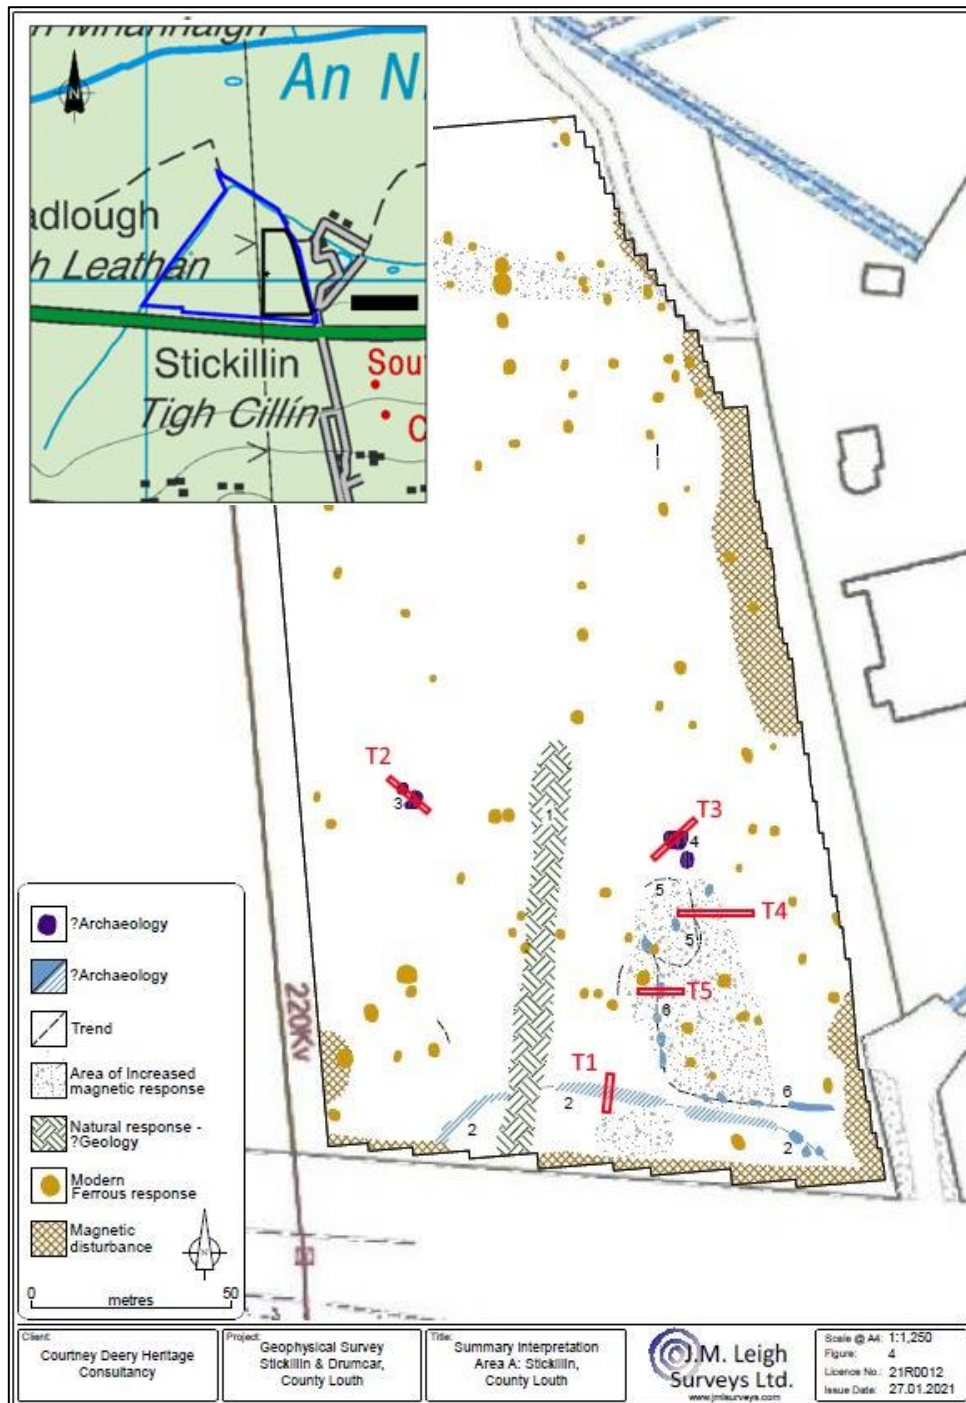 An N
adlough
h Leathan
Stickillin
Tigh Cillín
Sou
C
N
T2
3
1
T3
4
5
T4
5
T5
6
T1
2
6
2
2
220Kv
?Archaeology
?Archaeology
Trend
Area of Increased
magnetic response
Natural response -
?Geology
Modern
Ferrous response
Magnetic
disturbance
N
0 50
metres
Client:
Courtney Deery Heritage
Consultancy
Project:
Geophysical Survey
Stickillin & Drumcar,
County Louth
Title:
Summary Interpretation
Area A: Stickillin,
County Louth
J.M. Leigh
Surveys Ltd.
www.jmlsurveys.com
Scale @ A4: 1:1,250
Figure: 4
Licence No.: 21R0012
Issue Date: 27.01.2021